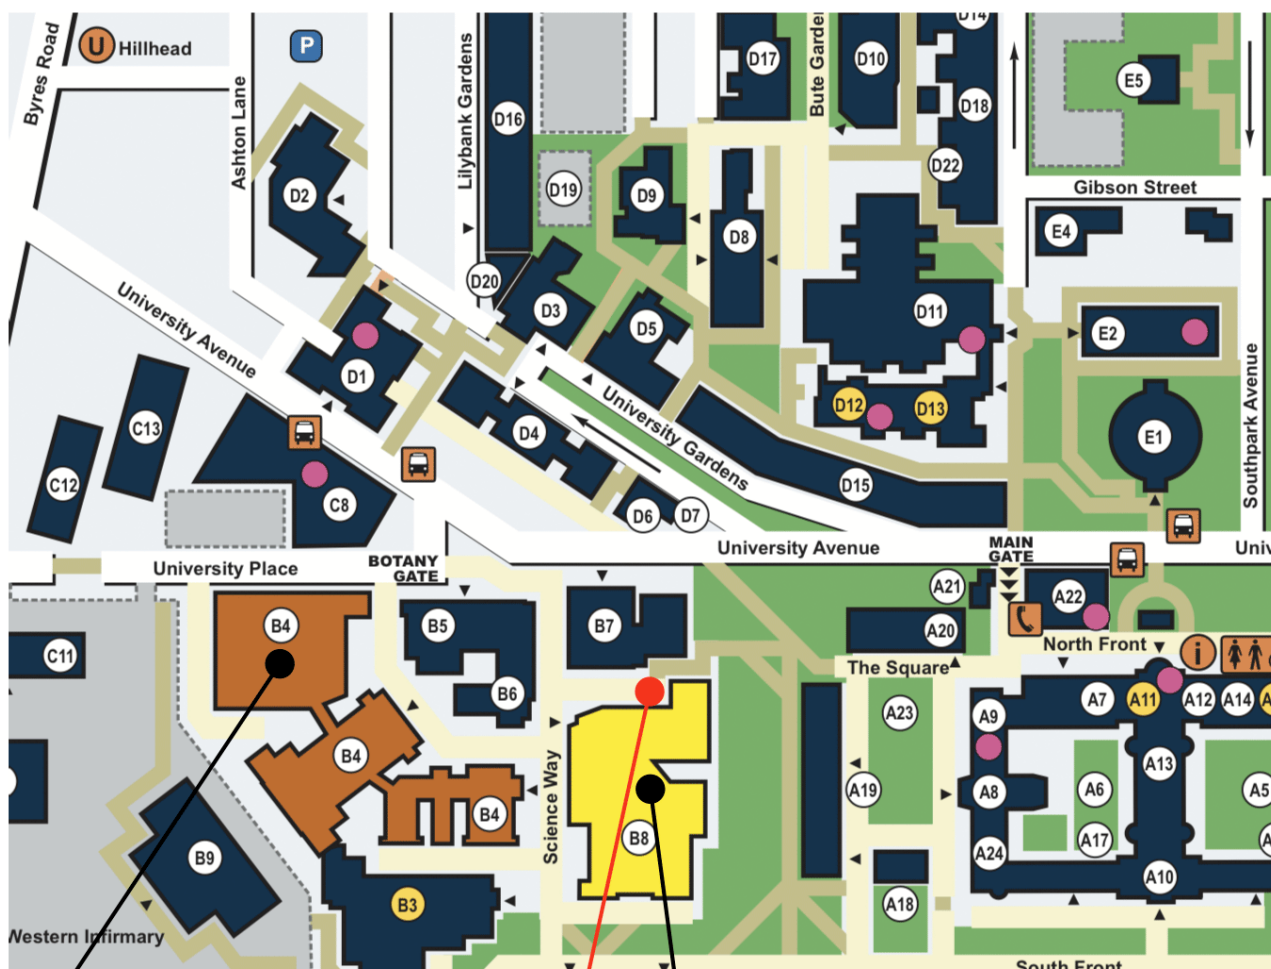 Byres Road
U Hillhead
P
Ashton Lane
Lilybank Gardens
D16
D17
Bute Garden
D10
D14
D18
E5
D2
D19
D9
D22
Gibson Street
D8
E4
D20
D3
D5
D11
E2
University Avenue
D1
D12
D13
Southpark Avenue
University Gardens
E1
C13
D4
C12
C8
D15
D6
D7
University Avenue
MAIN
GATE
Univ
University Place
BOTANY
GATE
A21
A22
B4
B5
B7
A20
North Front
i
C11
The Square
B6
A23
A9
A7
A11
A12
A14
B4
Science Way
A13
A19
A8
A6
A5
B4
B8
A17
B9
A24
B3
A10
A18
Western Infirmary
South Front